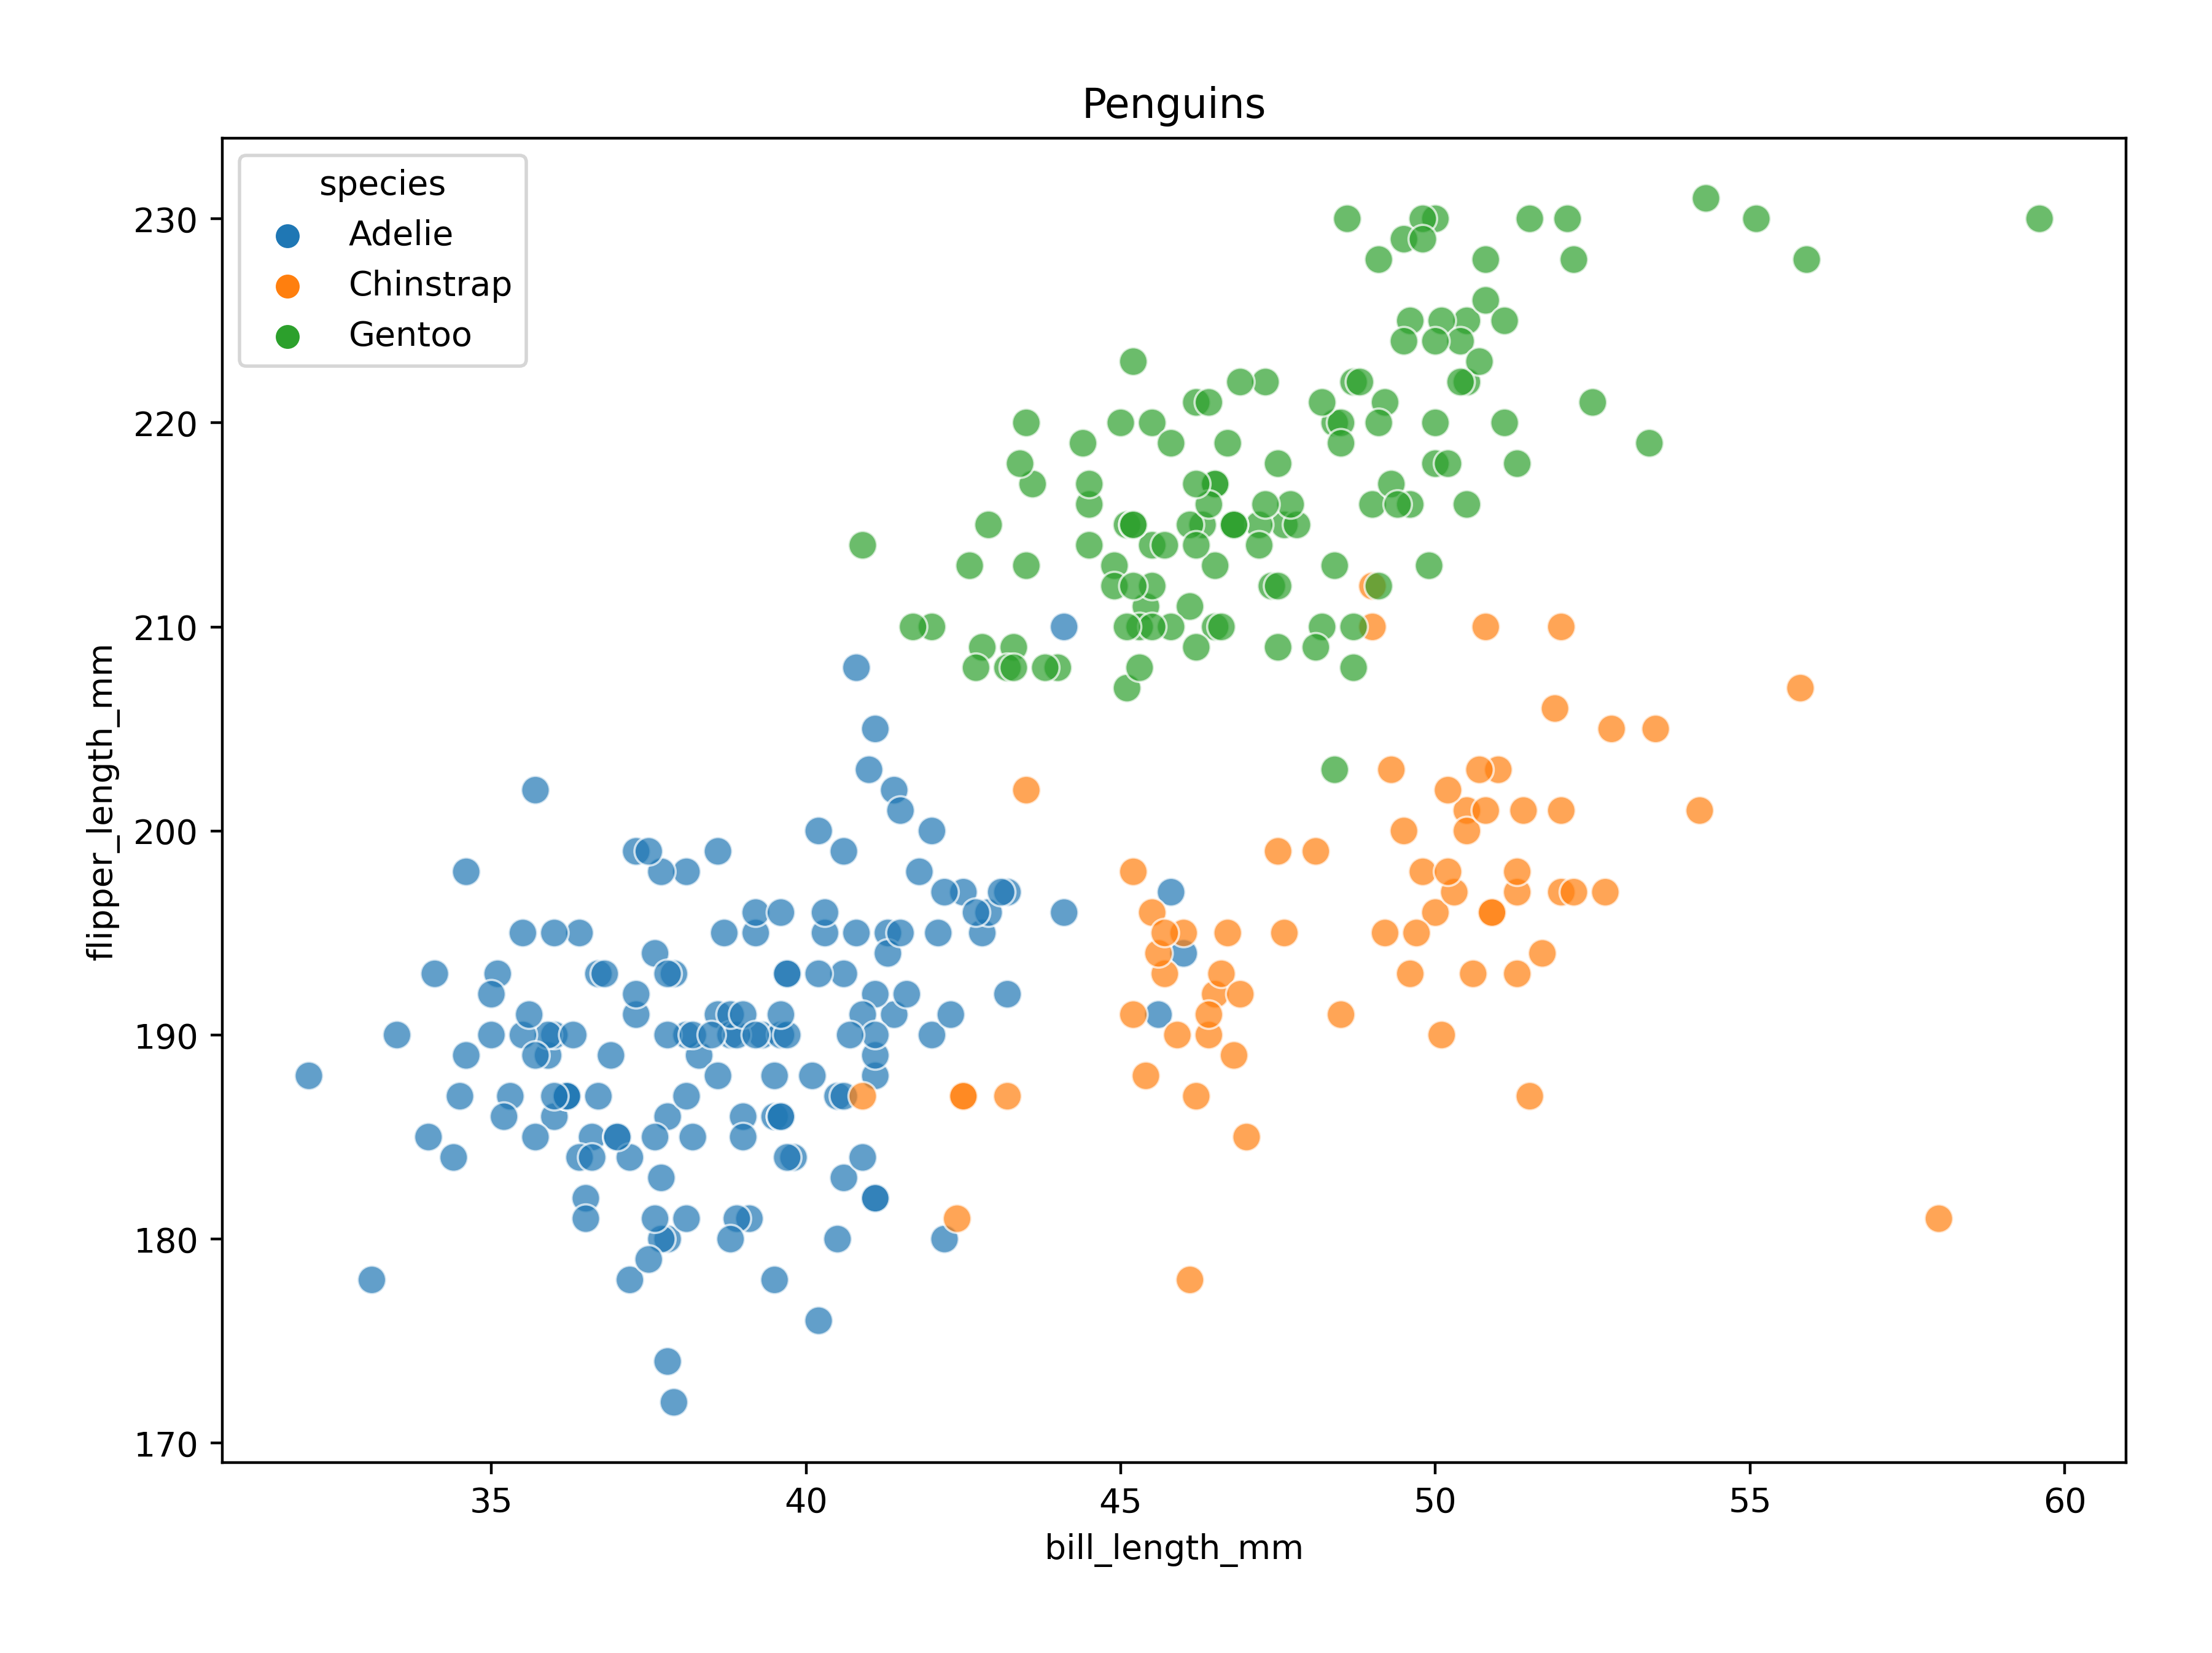 Penguins
species
Adelie
Chinstrap
Gentoo
flipper_length_mm
230
220
210
200
190
180
170
35 40 45 50 55 60
bill_length_mm